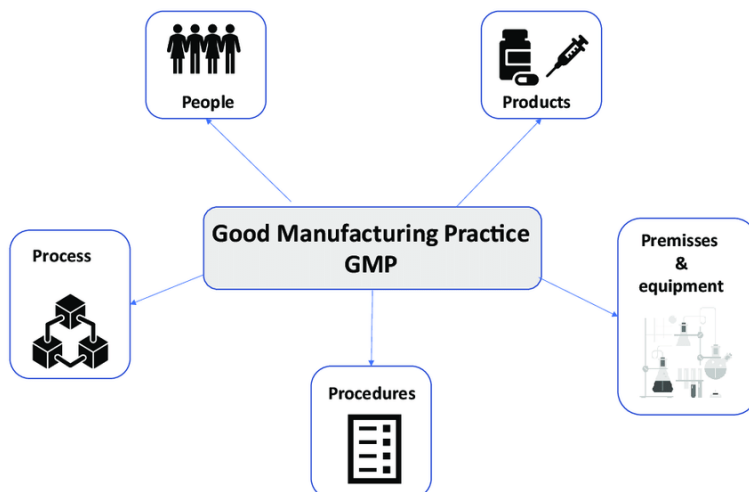 People
Products
Good Manufacturing Practice
GMP
Process
Premisses
&
equipment
Procedures